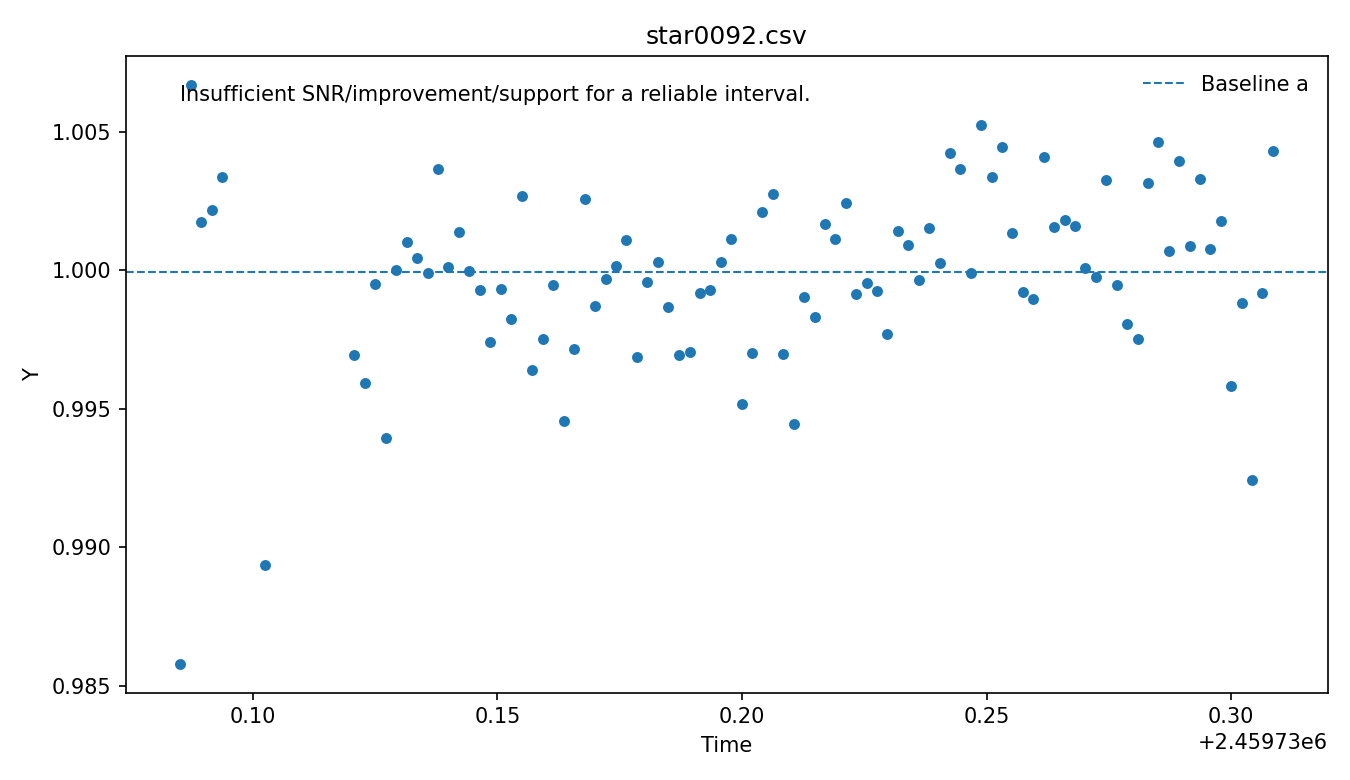 star0092.csv
Insufficient SNR/improvement/support for a reliable interval.
Baseline a
1.005
1.000
0.995
0.990
0.985
Y
0.10 0.15 0.20 0.25 0.30
Time
+2.45973e6